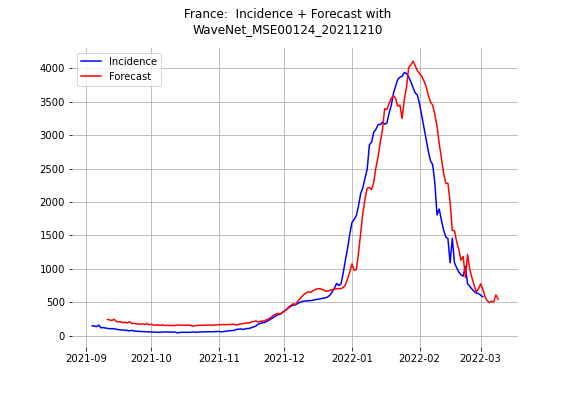 France:  Incidence + Forecast with
WaveNet_MSE00124_20211210
Incidence
Forecast
4000
3500
3000
2500
2000
1500
1000
500
0
2021-09 2021-10 2021-11 2021-12 2022-01 2022-02 2022-03